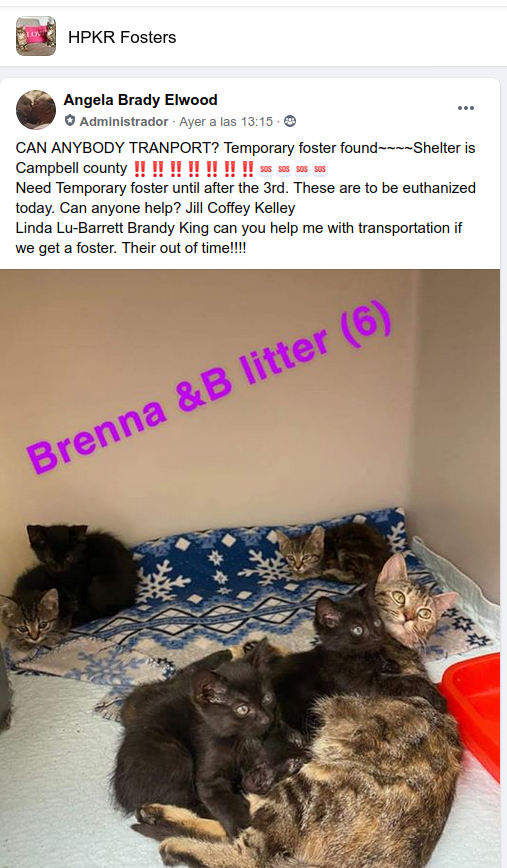 LOVE
HPKR Fosters
Angela Brady Elwood
Administrador · Ayer a las 13:15 ·
CAN ANYBODY TRANPORT? Temporary foster found~~~~Shelter is
Campbell county ‼️‼️‼️‼️‼️‼️‼️🆘🆘🆘🆘
Need Temporary foster until after the 3rd. These are to be euthanized
today. Can anyone help? Jill Coffey Kelley
Linda Lu-Barrett Brandy King can you help me with transportation if
we get a foster. Their out of time!!!!
Brenna &B litter (6)